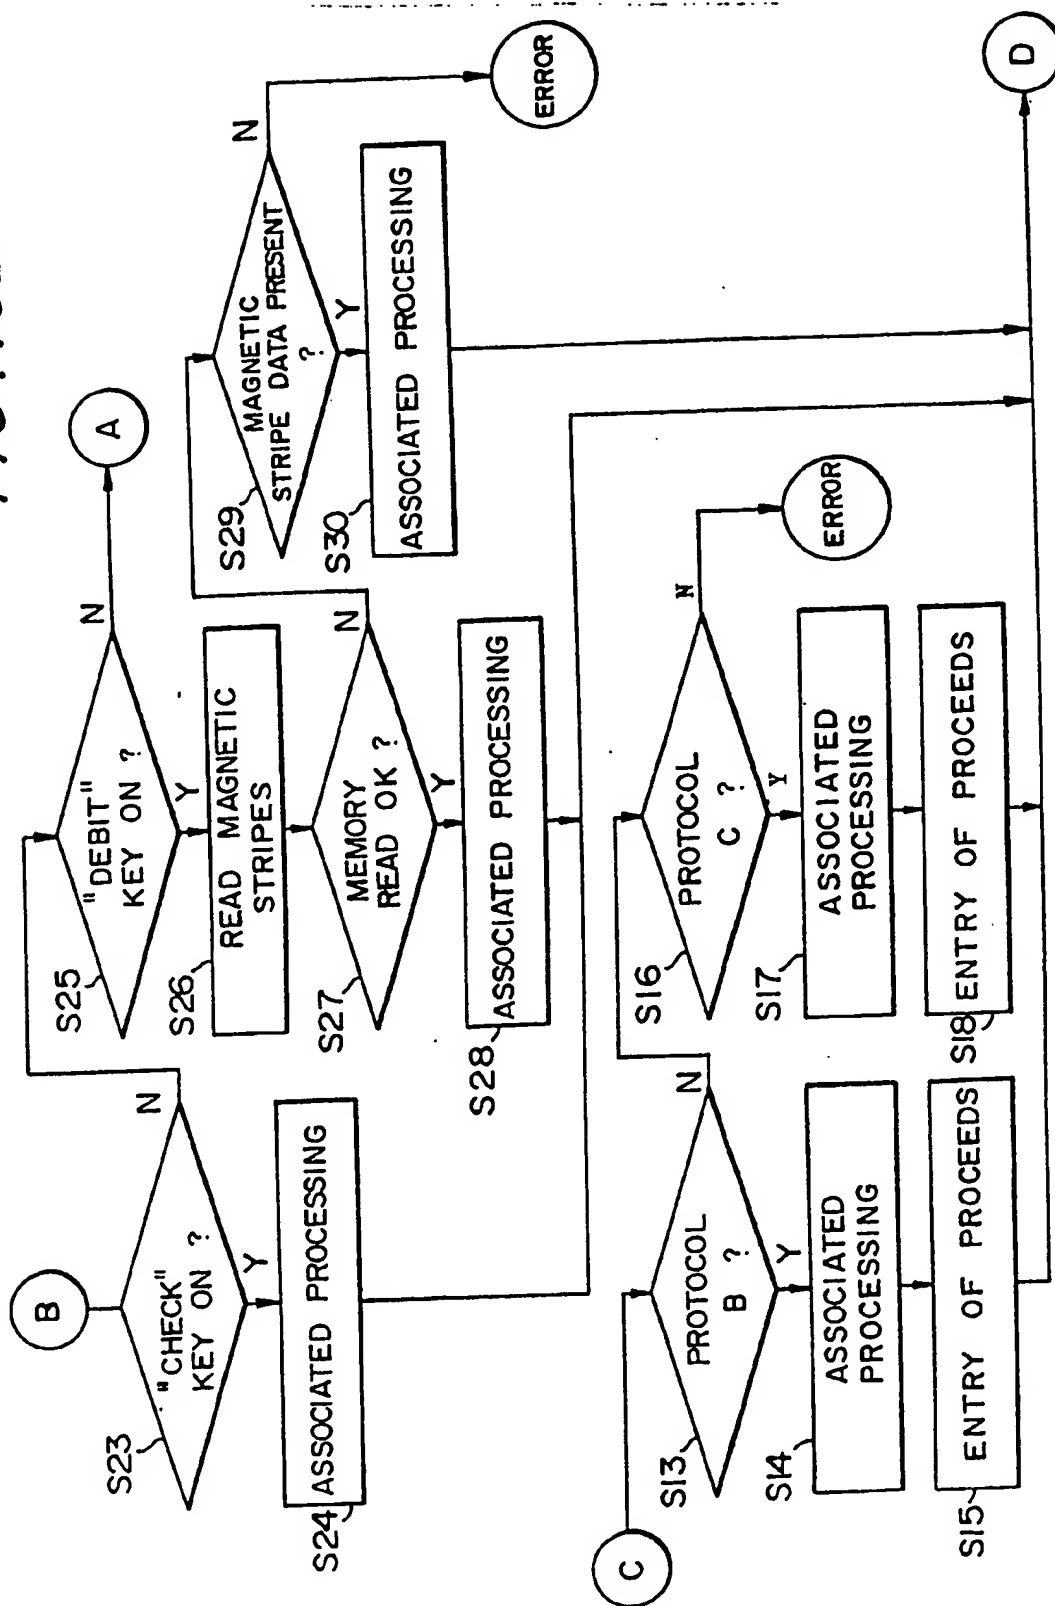 B
S23
"CHECK"
KEY ON ?
N
Y
S24
ASSOCIATED PROCESSING
S25
"DEBIT"
KEY ON ?
N
A
Y
S26
READ MAGNETIC
STRIPES
S27
MEMORY
READ OK ?
N
Y
S28
ASSOCIATED PROCESSING
S29
MAGNETIC
STRIPE DATA PRESENT
?
N
ERROR
Y
S30
ASSOCIATED PROCESSING
C
S13
PROTOCOL
B ?
N
Y
S14
ASSOCIATED
PROCESSING
S15
ENTRY OF PROCEEDS
S16
PROTOCOL
C ?
N
ERROR
Y
S17
ASSOCIATED
PROCESSING
S18
ENTRY OF PROCEEDS
D